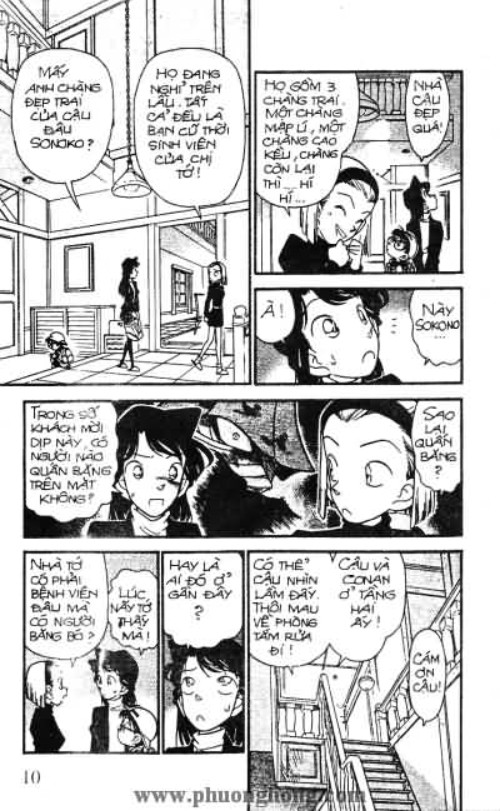 MẤY
ANH CHÀNG
ĐẸP TRAI
CỦA CẬU
ĐÂU
SONOKO?
HỌ ĐANG
NGHỈ TRÊN
LẦU. TẤT
CẢ ĐỀU LÀ
BẠN CŨ THỜI
SINH VIÊN
CỦA CHỊ
TỚ!
NHÀ
CẬU
ĐẸP
QUÁ!
HỌ GỒM 3
CHÀNG TRAI.
MỘT CHÀNG
MẬP LÙ, MỘT
CHÀNG CAO
KỀU, CHÀNG
CÒN LẠI
THÌ... HÍ
HÍ...
NÀY
SOKONO
...
À!
SAO
LẠI
QUẤN
BĂNG?
TRONG SỐ
KHÁCH MỜI
DỊP NÀY, CÓ
NGƯỜI NÀO
QUẤN BĂNG
TRÊN MẶT
KHÔNG?
NHÀ TỚ
CÓ PHẢI
BỆNH VIỆN
ĐÂU MÀ
CÓ NGƯỜI
BĂNG BÓ?
LÚC
NÃY TỚ
THẤY
MÀ!
HAY LÀ
AI ĐÓ Ở
GẦN ĐÂY
?
CÓ THỂ
CẬU NHÌN
LẦM ĐẤY.
THÔI MAU
VỀ PHÒNG
TẮM RỬA
ĐI!
CẬU VÀ
CONAN
Ở TẦNG
HAI
ẤY!
CÁM
ƠN
CẬU!
10